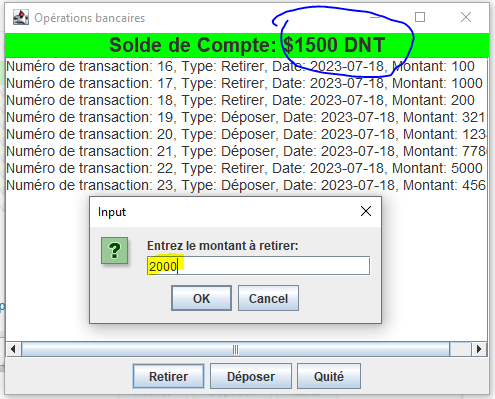 Opérations bancaires
Solde de Compte: $1500 DNT
Numéro de transaction: 16, Type: Retirer, Date: 2023-07-18, Montant: 100
Numéro de transaction: 17, Type: Retirer, Date: 2023-07-18, Montant: 1000
Numéro de transaction: 18, Type: Retirer, Date: 2023-07-18, Montant: 200
Numéro de transaction: 19, Type: Déposer, Date: 2023-07-18, Montant: 321
Numéro de transaction: 20, Type: Déposer, Date: 2023-07-18, Montant: 123
Numéro de transaction: 21, Type: Déposer, Date: 2023-07-18, Montant: 778
Numéro de transaction: 22, Type: Retirer, Date: 2023-07-18, Montant: 5000
Numéro de transaction: 23, Type: Déposer, Date: 2023-07-18, Montant: 456
Input
Entrez le montant à retirer:
2000
OK Cancel
Retirer Déposer Quité